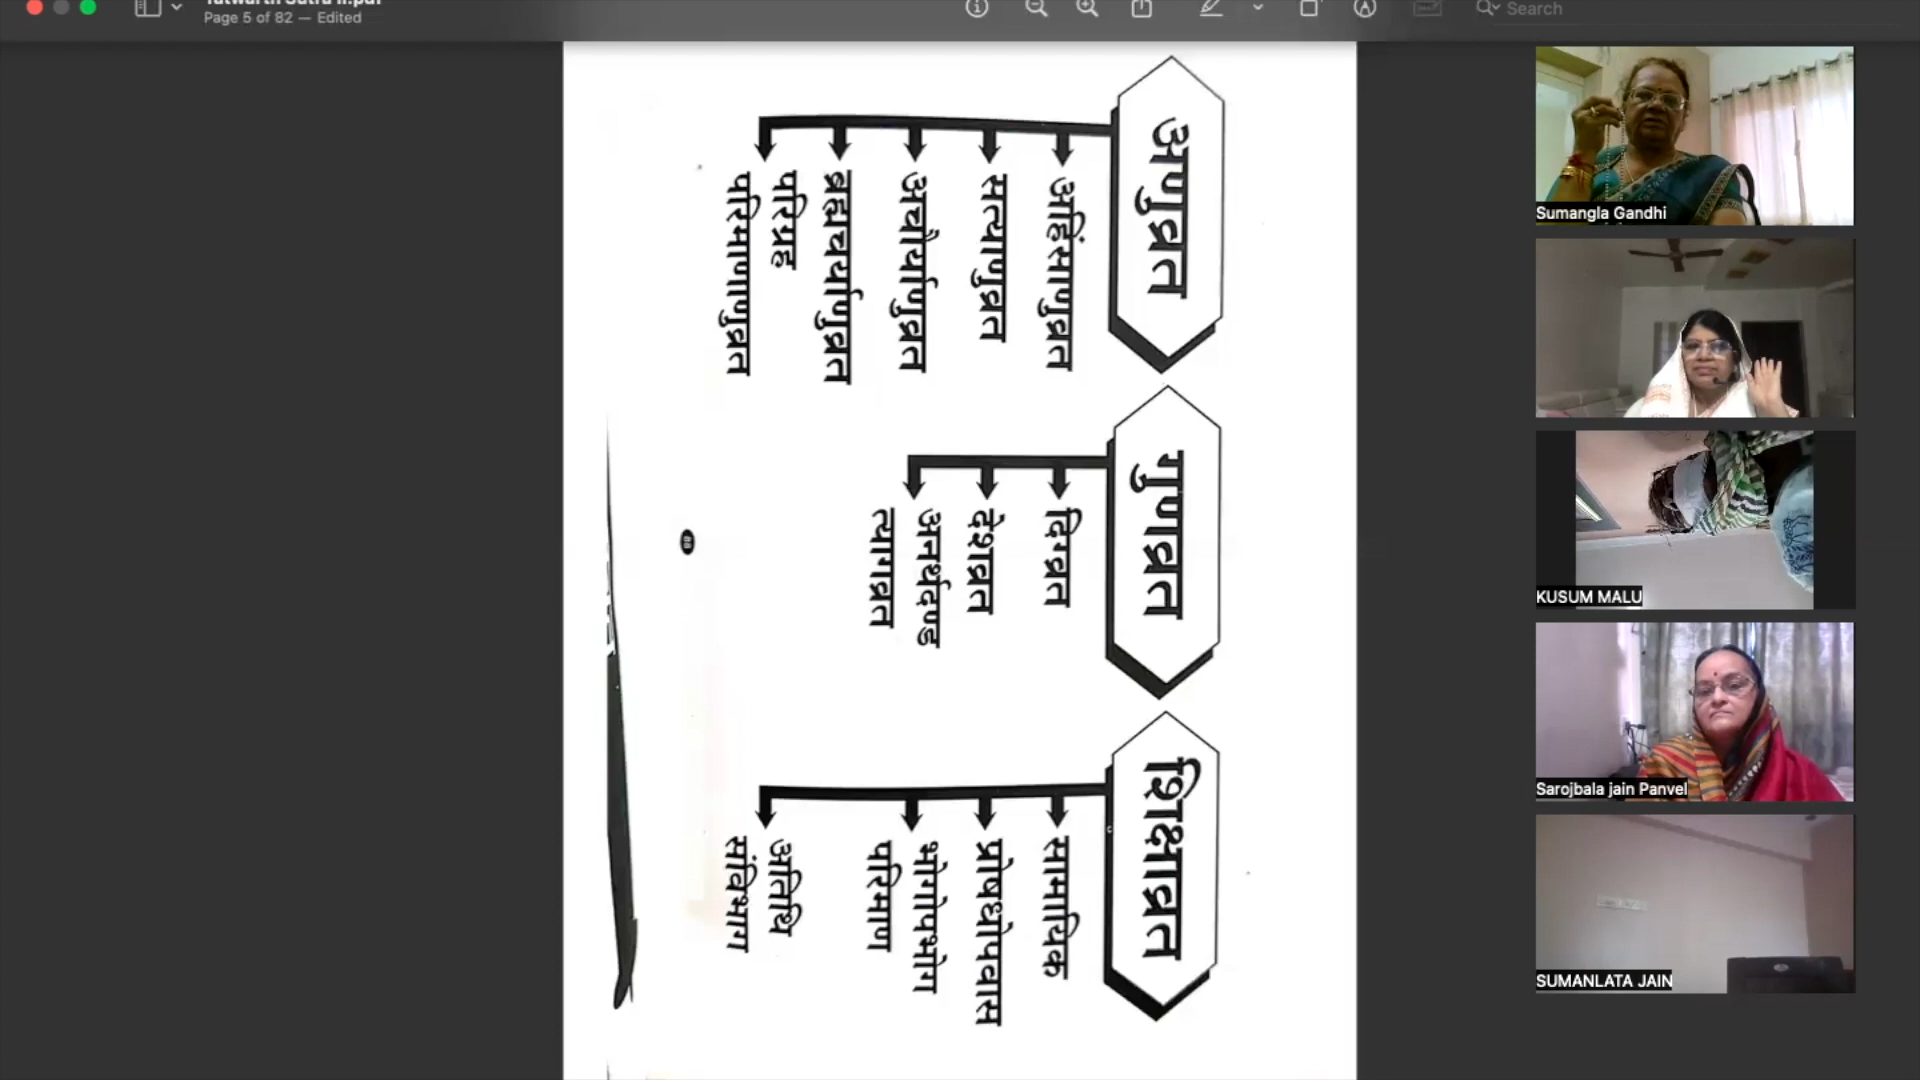 Page 5 of 82 — Edited
Search
अणुव्रत
अहिंसाणुव्रत
सत्याणुव्रत
अचौर्याणुव्रत
ब्रह्मचर्याणुव्रत
परिग्रह
परिमाणाणुव्रत
गुणव्रत
दिग्व्रत
देशव्रत
अनर्थदण्ड
त्यागव्रत
शिक्षाव्रत
सामायिक
प्रोषधोपवास
भोगोपभोग
परिमाण
अतिथि
संविभाग
Sumangla Gandhi
KUSUM MALU
Sarojbala jain Panvel
SUMANLATA JAIN